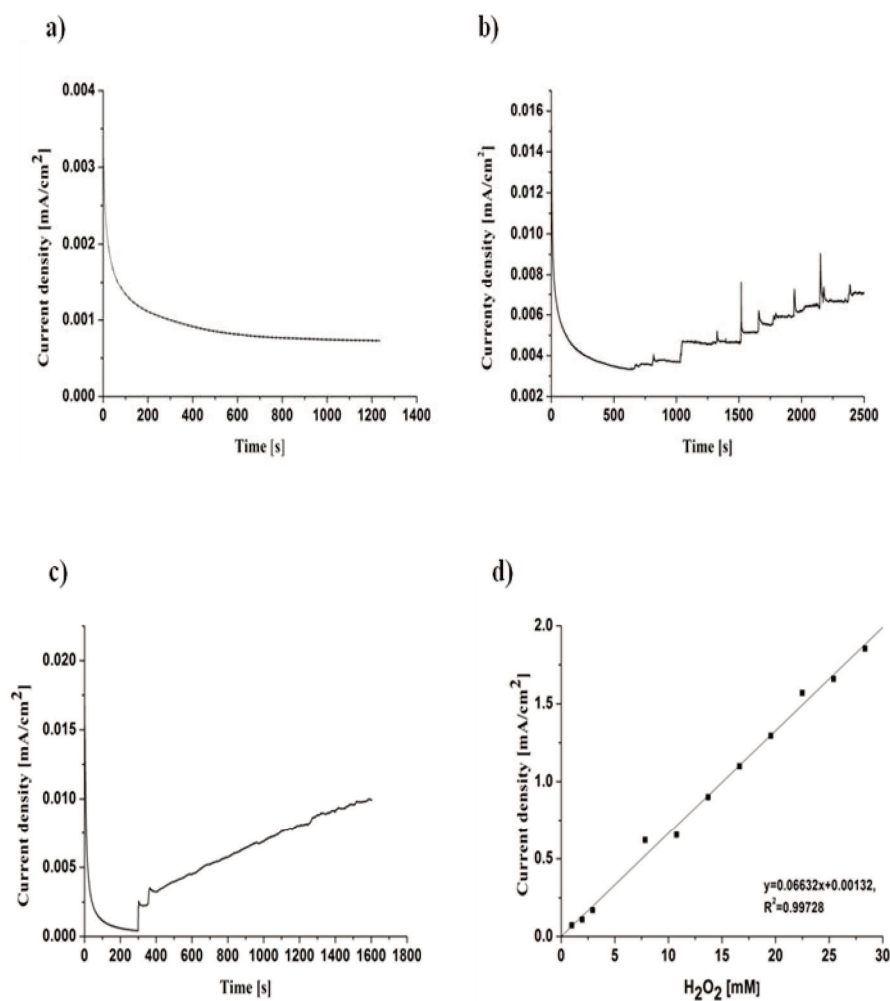 a)
0.004
0.003
0.002
0.001
0.000
0 200 400 600 800 1000 1200 1400
Current density [mA/cm²]
Time [s]
b)
0.016
0.014
0.012
0.010
0.008
0.006
0.004
0.002
0 500 1000 1500 2000 2500
Currenty density [mA/cm²]
Time [s]
c)
0.020
0.015
0.010
0.005
0.000
0 200 400 600 800 1000 1200 1400 1600 1800
Current density [mA/cm²]
Time [s]
d)
2.0
1.5
1.0
0.5
0.0
0 5 10 15 20 25 30
Current density [mA/cm²]
H₂O₂ [mM]
y=0.06632x+0.00132,
R²=0.99728